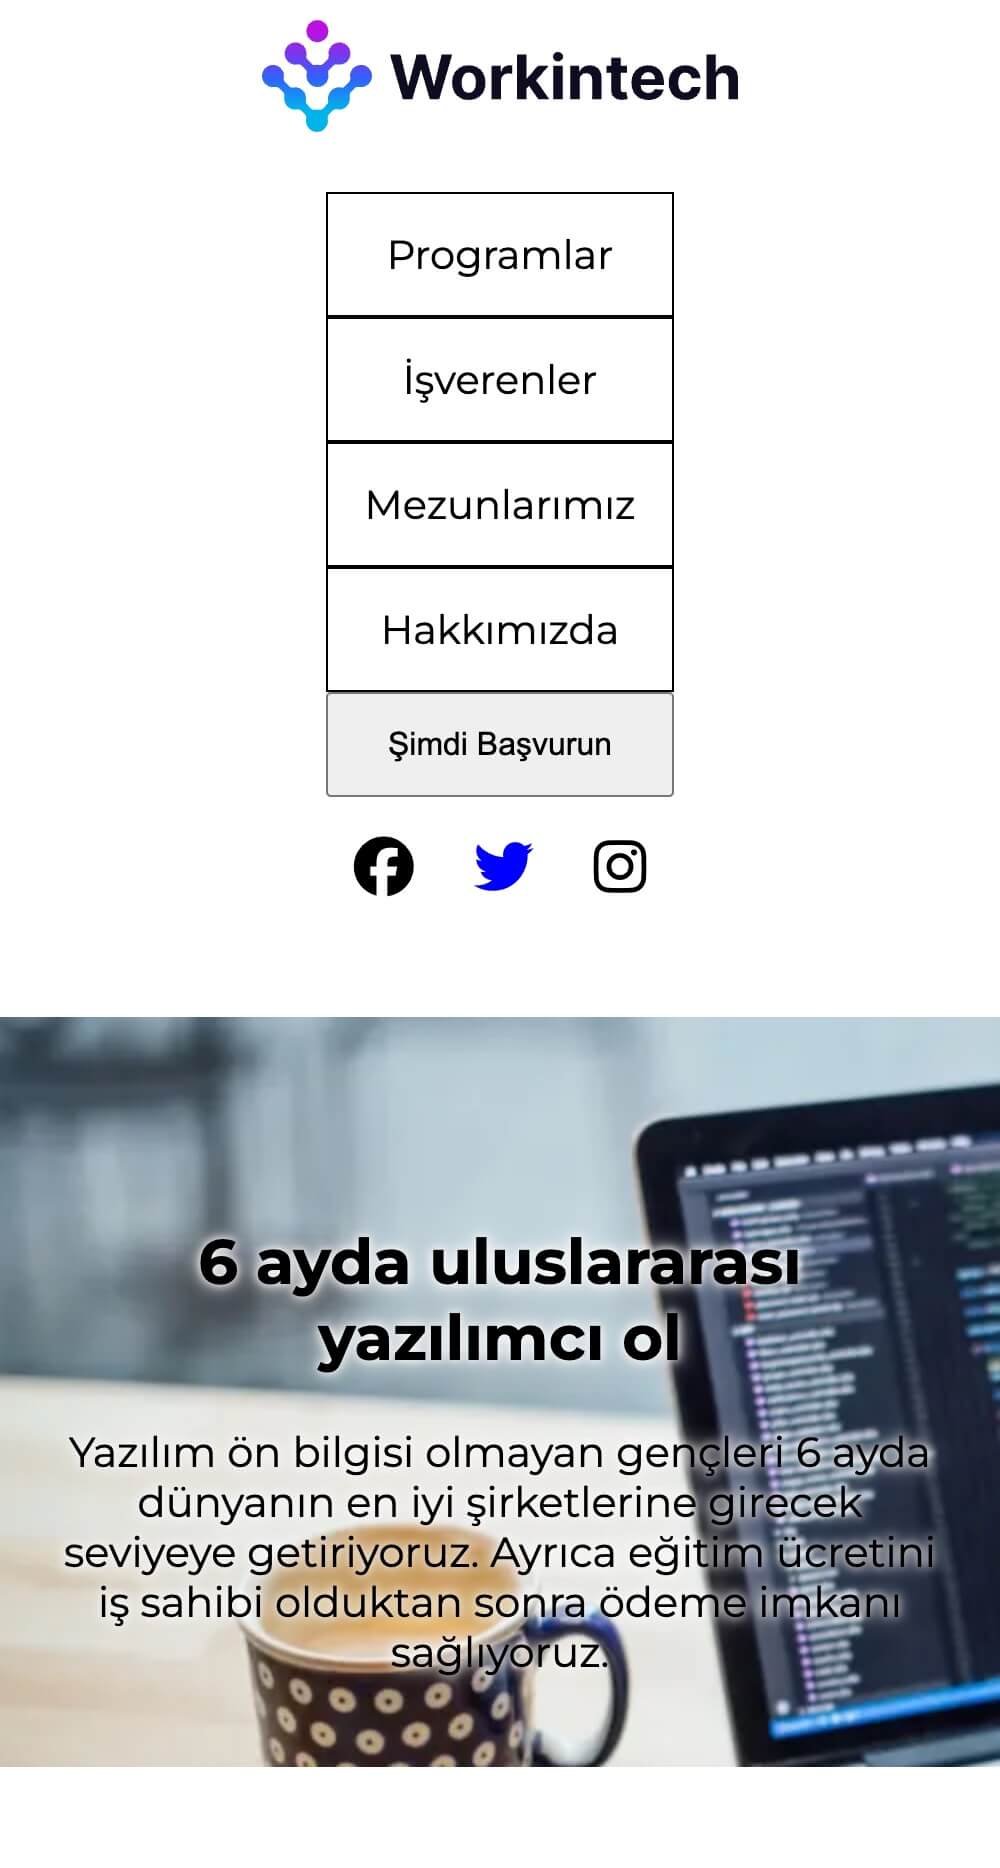 Workintech
Programlar
İşverenler
Mezunlarımız
Hakkımızda
Şimdi Başvurun
6 ayda uluslararası
yazılımcı ol
Yazılım ön bilgisi olmayan gençleri 6 ayda
dünyanın en iyi şirketlerine girecek
seviyeye getiriyoruz. Ayrıca eğitim ücretini
iş sahibi olduktan sonra ödeme imkanı
sağlıyoruz.